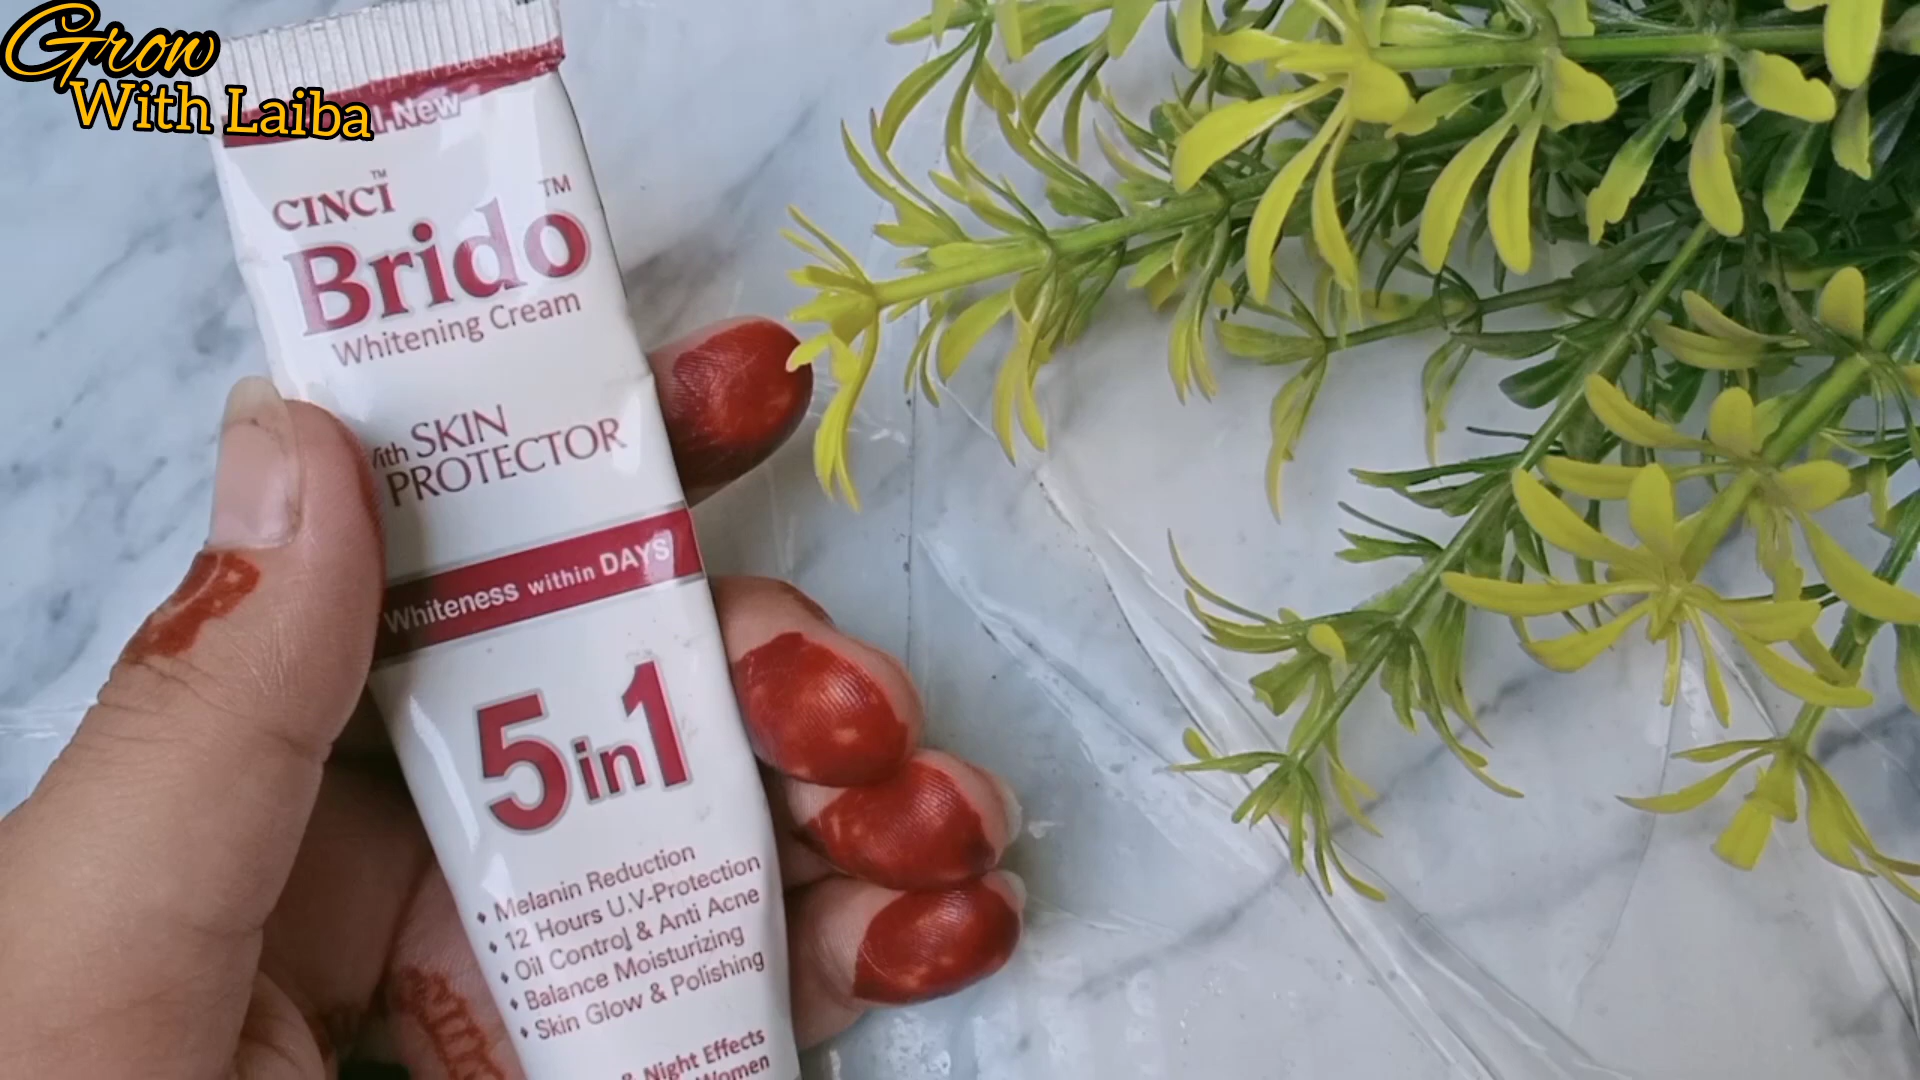 Grow
With Laiba
New
CINCI™
Brido™
Whitening Cream
With SKIN
PROTECTOR
Whiteness within DAYS
5in1
• Melanin Reduction
• 12 Hours U.V-Protection
• Oil Control & Anti Acne
• Balance Moisturizing
• Skin Glow & Polishing
& Night Effects
Women